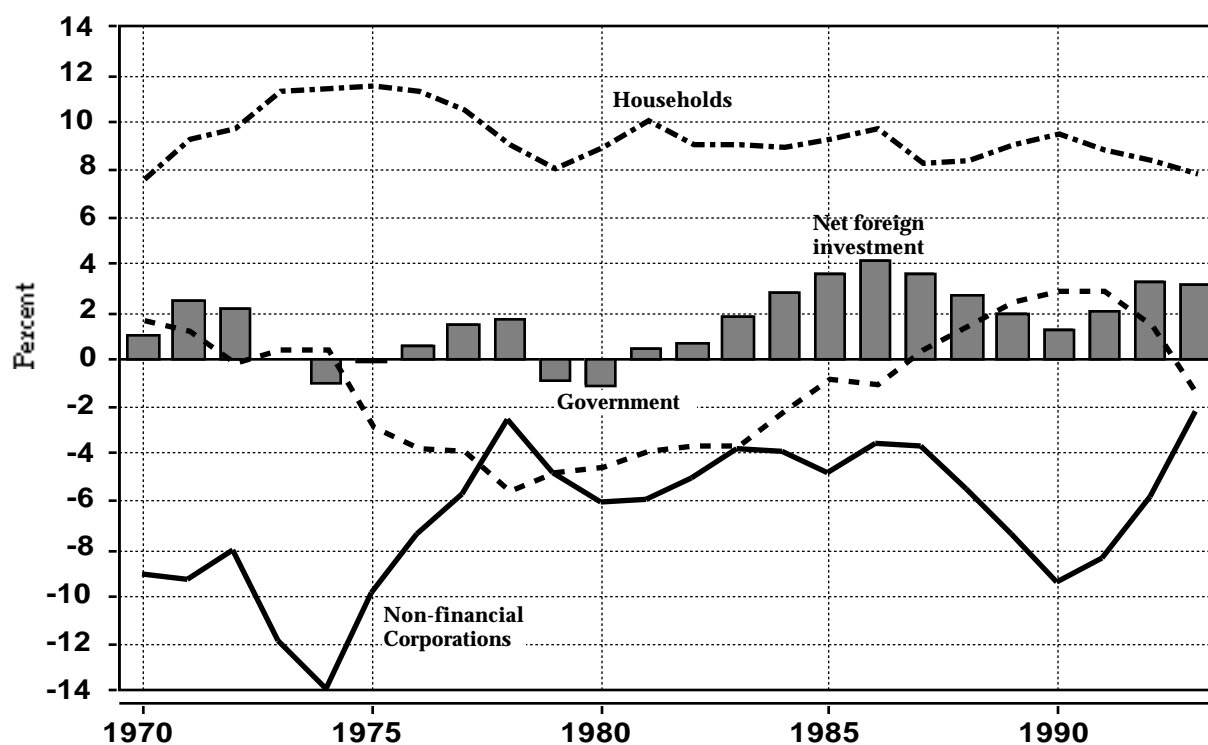 14
12
10
8
6
4
2
0
-2
-4
-6
-8
-10
-12
-14
Percent
Households
Net foreign
investment
Government
Non-financial
Corporations
1970
1975
1980
1985
1990